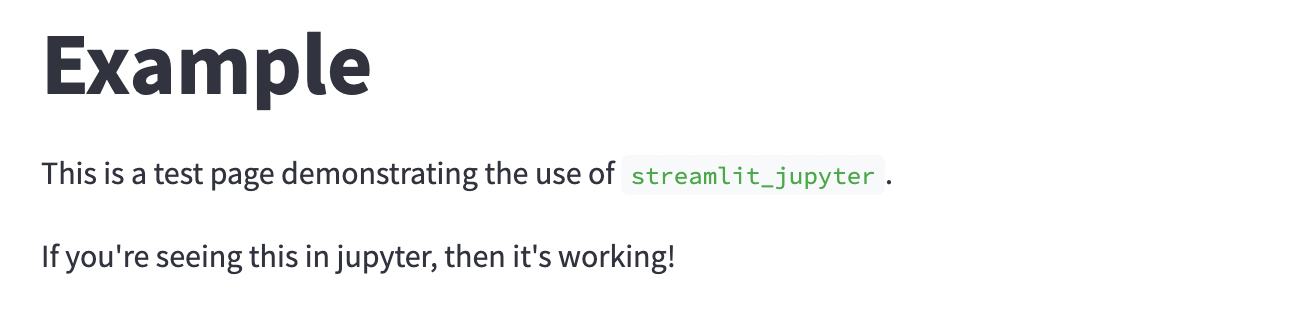 Example
This is a test page demonstrating the use of streamlit_jupyter.
If you're seeing this in jupyter, then it's working!